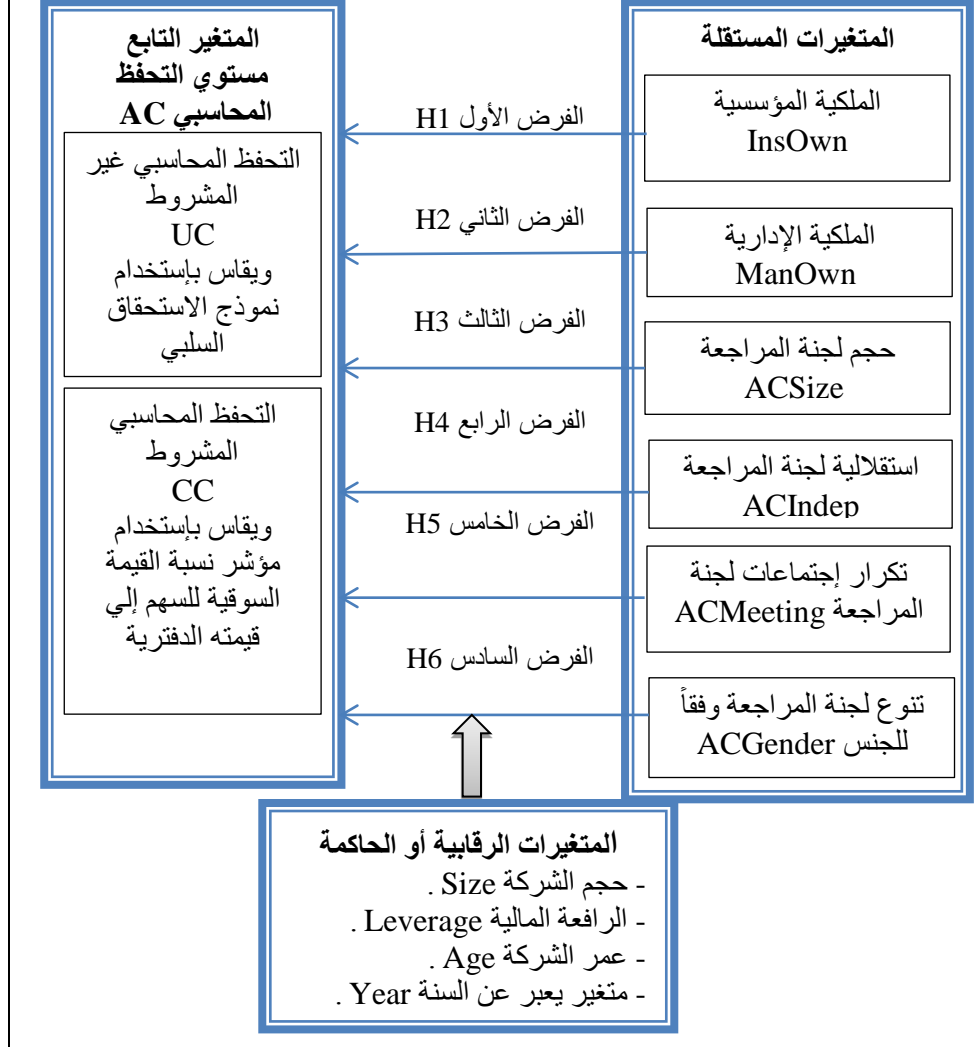 المتغيرات المستقلة
الملكية المؤسسية
InsOwn
الملكية الإدارية
ManOwn
حجم لجنة المراجعة
ACSize
استقلالية لجنة المراجعة
ACIndep
تكرار إجتماعات لجنة
المراجعة ACMeeting
تنوع لجنة المراجعة وفقاً
للجنس ACGender
الفرض الأول H1
الفرض الثاني H2
الفرض الثالث H3
الفرض الرابع H4
الفرض الخامس H5
الفرض السادس H6
المتغير التابع
مستوي التحفظ
المحاسبي AC
التحفظ المحاسبي غير
المشروط
UC
ويقاس بإستخدام
نموذج الاستحقاق
السلبي
التحفظ المحاسبي
المشروط
CC
ويقاس بإستخدام
مؤشر نسبة القيمة
السوقية للسهم إلي
قيمته الدفترية
المتغيرات الرقابية أو الحاكمة
- حجم الشركة Size .
- الرافعة المالية Leverage .
- عمر الشركة Age .
- متغير يعبر عن السنة Year .